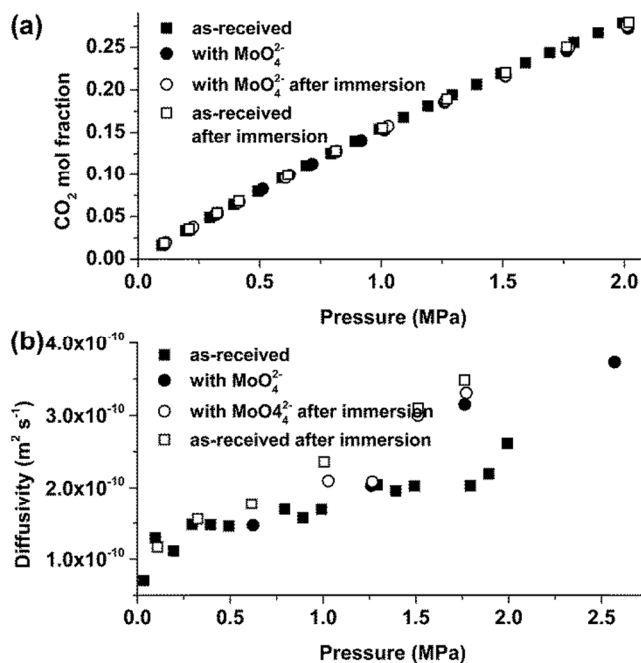 (a)
as-received
with MoO₄²⁻
with MoO₄²⁻ after immersion
as-received
after immersion
CO₂ mol fraction
0.25
0.20
0.15
0.10
0.05
0.00
0.0 0.5 1.0 1.5 2.0
Pressure (MPa)
(b)
as-received
with MoO₄²⁻
with MoO4₄²⁻ after immersion
as-received after immersion
Diffusivity (m² s⁻¹)
4.0x10⁻¹⁰
3.0x10⁻¹⁰
2.0x10⁻¹⁰
1.0x10⁻¹⁰
0.0 0.5 1.0 1.5 2.0 2.5
Pressure (MPa)